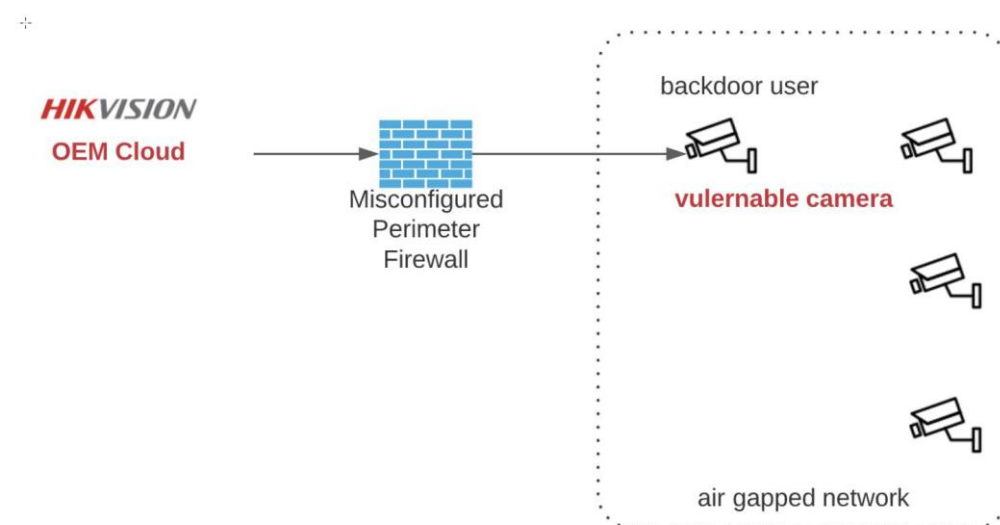 HIKVISION
OEM Cloud
Misconfigured
Perimeter
Firewall
backdoor user
vulernable camera
air gapped network